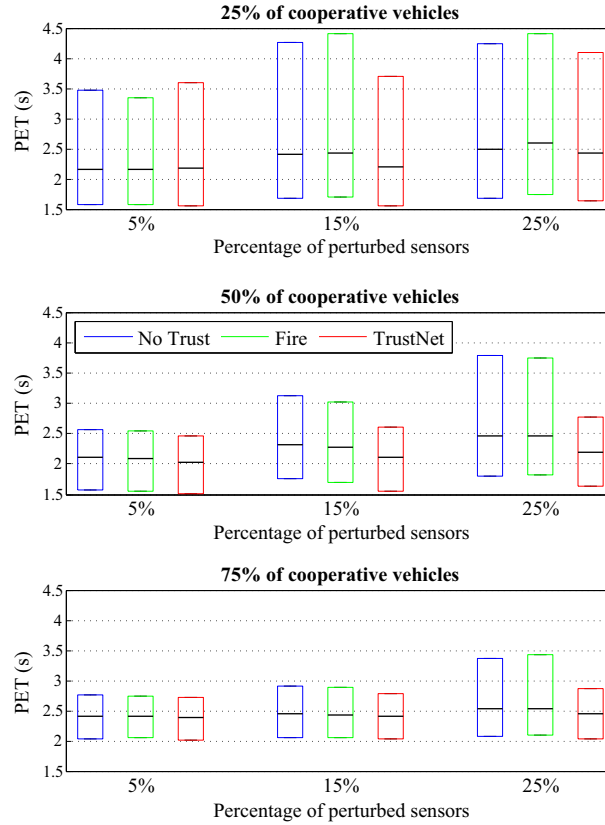 25% of cooperative vehicles
4.5
4
3.5
3
2.5
2
1.5
PET (s)
5% 15% 25%
Percentage of perturbed sensors
50% of cooperative vehicles
4.5
4
3.5
3
2.5
2
1.5
PET (s)
No Trust Fire TrustNet
5% 15% 25%
Percentage of perturbed sensors
75% of cooperative vehicles
4.5
4
3.5
3
2.5
2
1.5
PET (s)
5% 15% 25%
Percentage of perturbed sensors